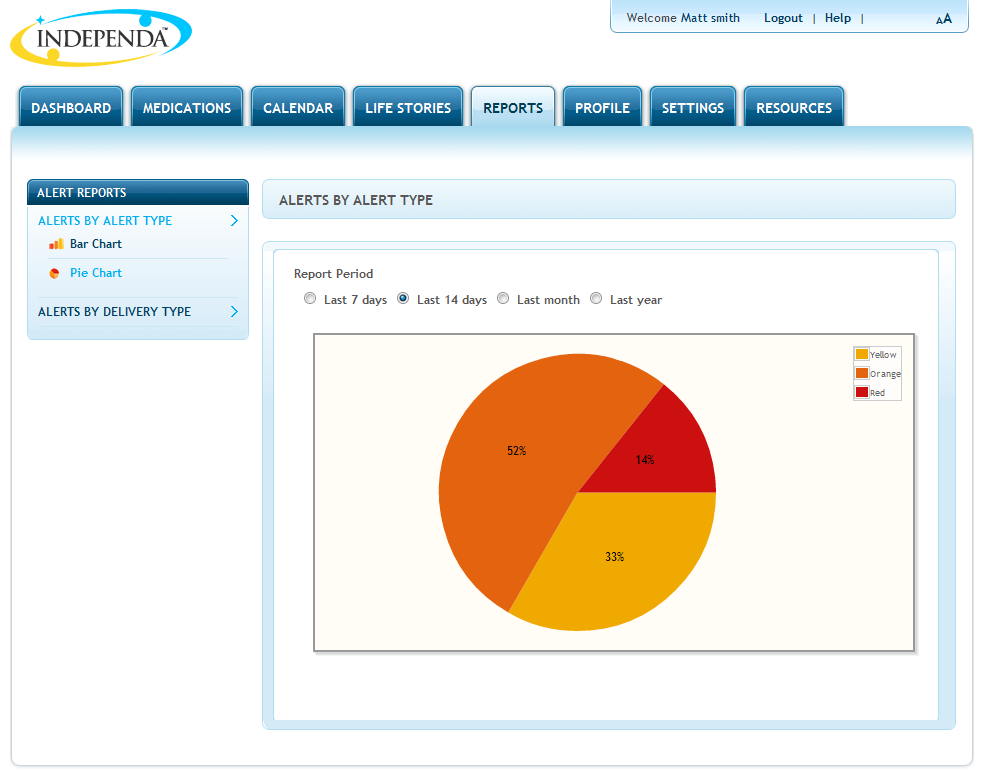 INDEPENDA™
Welcome Matt smith Logout | Help | AA
DASHBOARD MEDICATIONS CALENDAR LIFE STORIES REPORTS PROFILE SETTINGS RESOURCES
ALERT REPORTS
ALERTS BY ALERT TYPE
Bar Chart
Pie Chart
ALERTS BY DELIVERY TYPE
ALERTS BY ALERT TYPE
Report Period
Last 7 days Last 14 days Last month Last year
Yellow
Orange
Red
52%
14%
33%